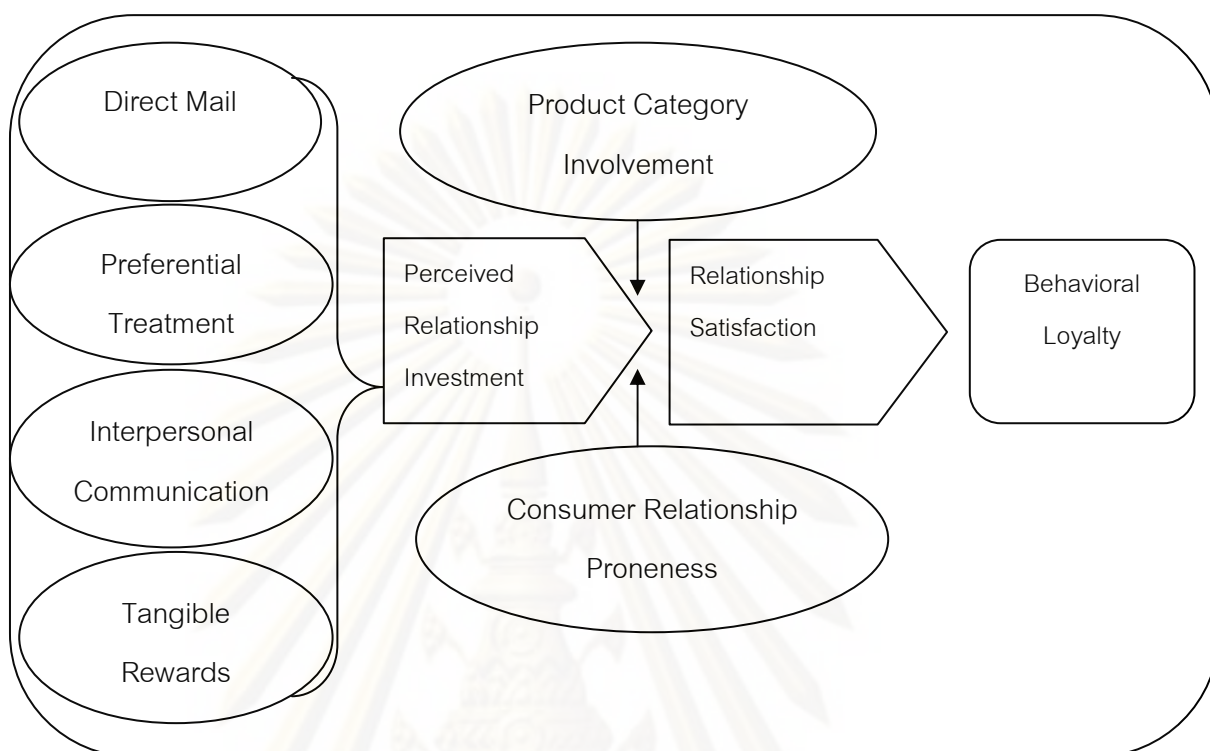 Direct Mail
Preferential
Treatment
Interpersonal
Communication
Tangible
Rewards
Product Category
Involvement
Perceived
Relationship
Investment
Relationship
Satisfaction
Behavioral
Loyalty
Consumer Relationship
Proneness